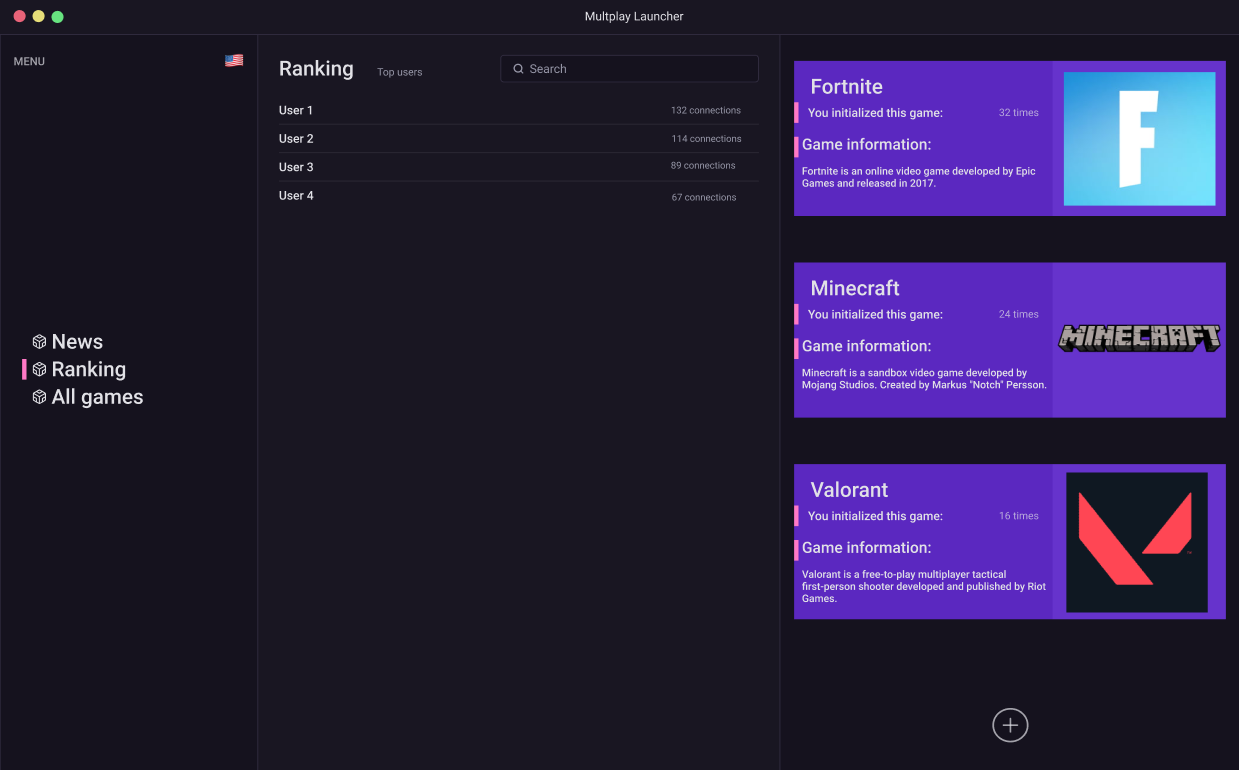 Multplay Launcher
MENU
News
Ranking
All games
Ranking
Top users
Search
User 1
132 connections
User 2
114 connections
User 3
89 connections
User 4
67 connections
Fortnite
You initialized this game:
32 times
Game information:
Fortnite is an online video game developed by Epic
Games and released in 2017.
F
Minecraft
You initialized this game:
24 times
Game information:
Minecraft is a sandbox video game developed by
Mojang Studios. Created by Markus "Notch" Persson.
MINECRAFT
Valorant
You initialized this game:
16 times
Game information:
Valorant is a free-to-play multiplayer tactical
first-person shooter developed and published by Riot
Games.